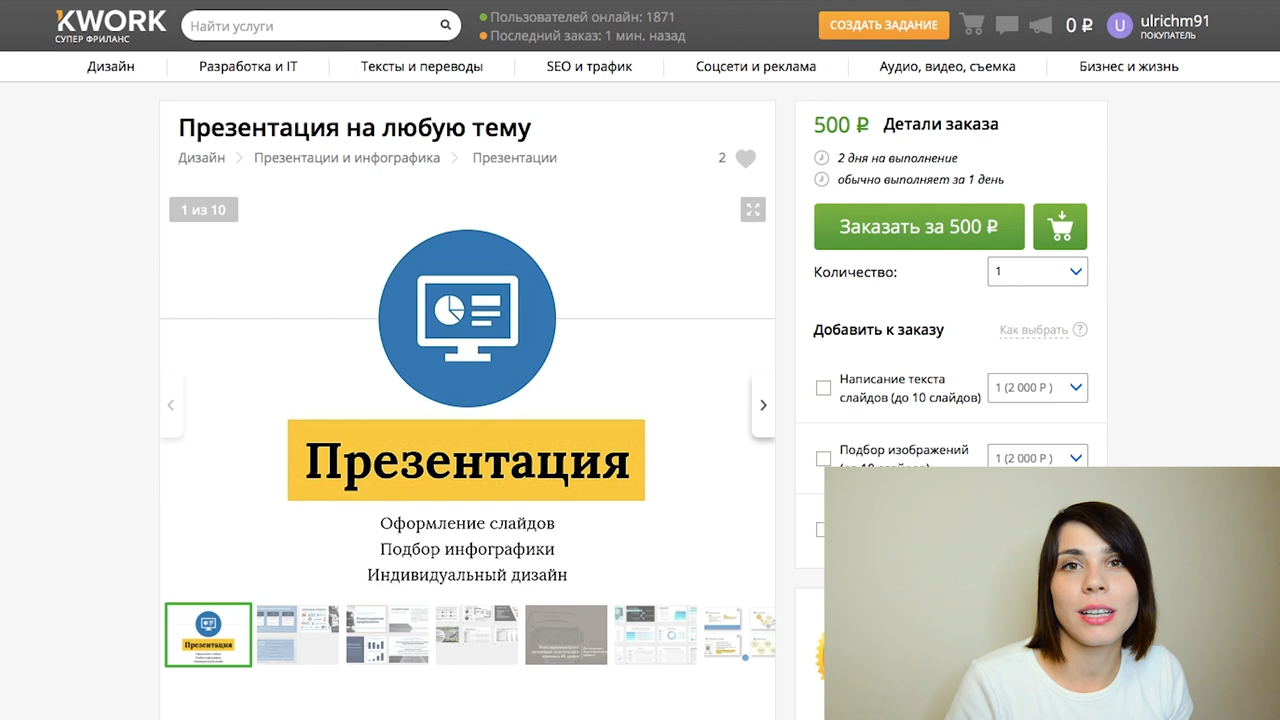 KWORK
СУПЕР ФРИЛАНС
Найти услуги
Пользователей онлайн: 1871
Последний заказ: 1 мин. назад
СОЗДАТЬ ЗАДАНИЕ
0 ₽
U
ulrichm91
ПОКУПАТЕЛЬ
Дизайн
Разработка и IT
Тексты и переводы
SEO и трафик
Соцсети и реклама
Аудио, видео, съемка
Бизнес и жизнь
Презентация на любую тему
Дизайн
Презентации и инфографика
Презентации
2
1 из 10
Презентация
Оформление слайдов
Подбор инфографики
Индивидуальный дизайн
Презентация
500 ₽ Детали заказа
2 дня на выполнение
обычно выполняет за 1 день
Заказать за 500 ₽
Количество:
1
Добавить к заказу
Как выбрать ?
Написание текста
слайдов (до 10 слайдов)
1 (2 000 Р )
Подбор изображений
1 (2 000 Р )